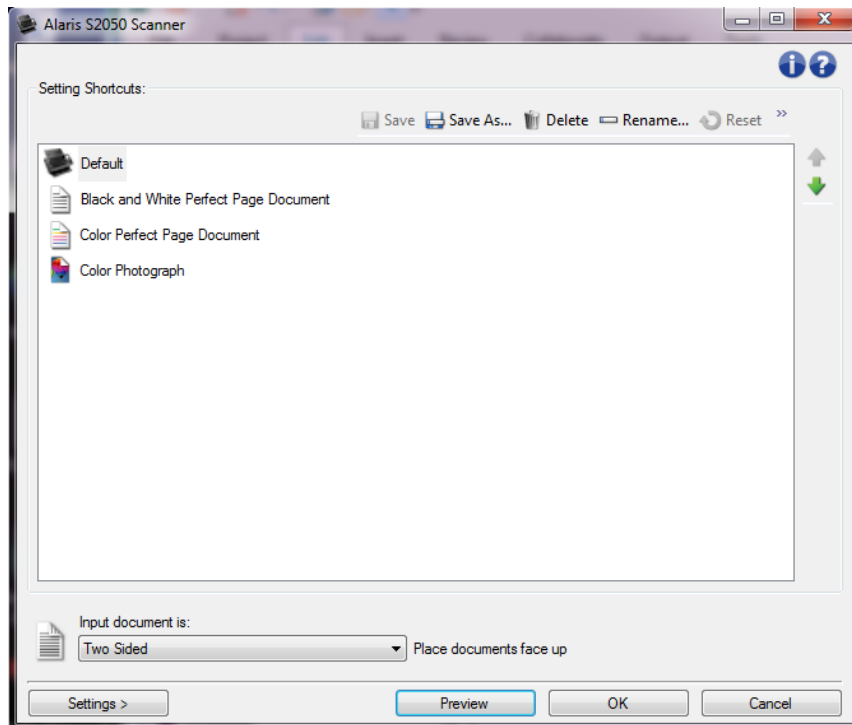 Alaris S2050 Scanner
Setting Shortcuts:
Save Save As... Delete Rename... Reset »
Default
Black and White Perfect Page Document
Color Perfect Page Document
Color Photograph
Input document is:
Two Sided Place documents face up
Settings > Preview OK Cancel